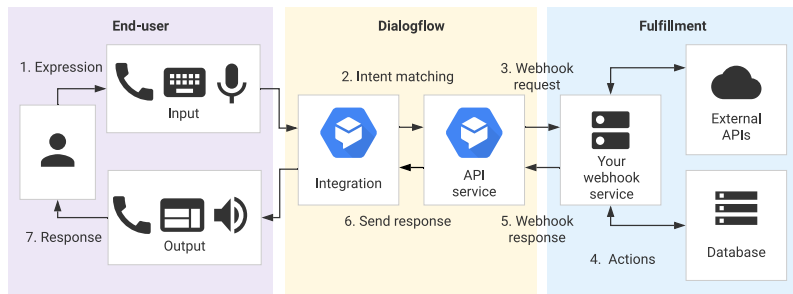 End-user
Dialogflow
Fulfillment
1. Expression
Input
2. Intent matching
3. Webhook
request
External
APIs
Integration
API
service
Your
webhook
service
Output
7. Response
6. Send response
5. Webhook
response
4. Actions
Database